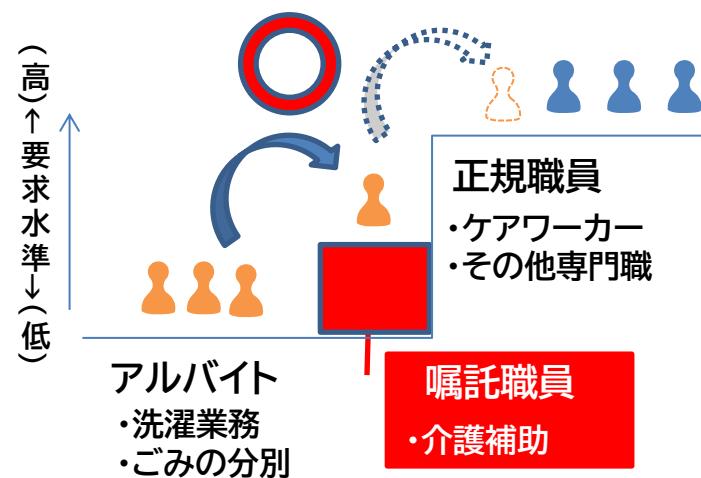 (高)↑要求水準↓(低)
正規職員
・ケアワーカー
・その他専門職
アルバイト
・洗濯業務
・ごみの分別
嘱託職員
・介護補助